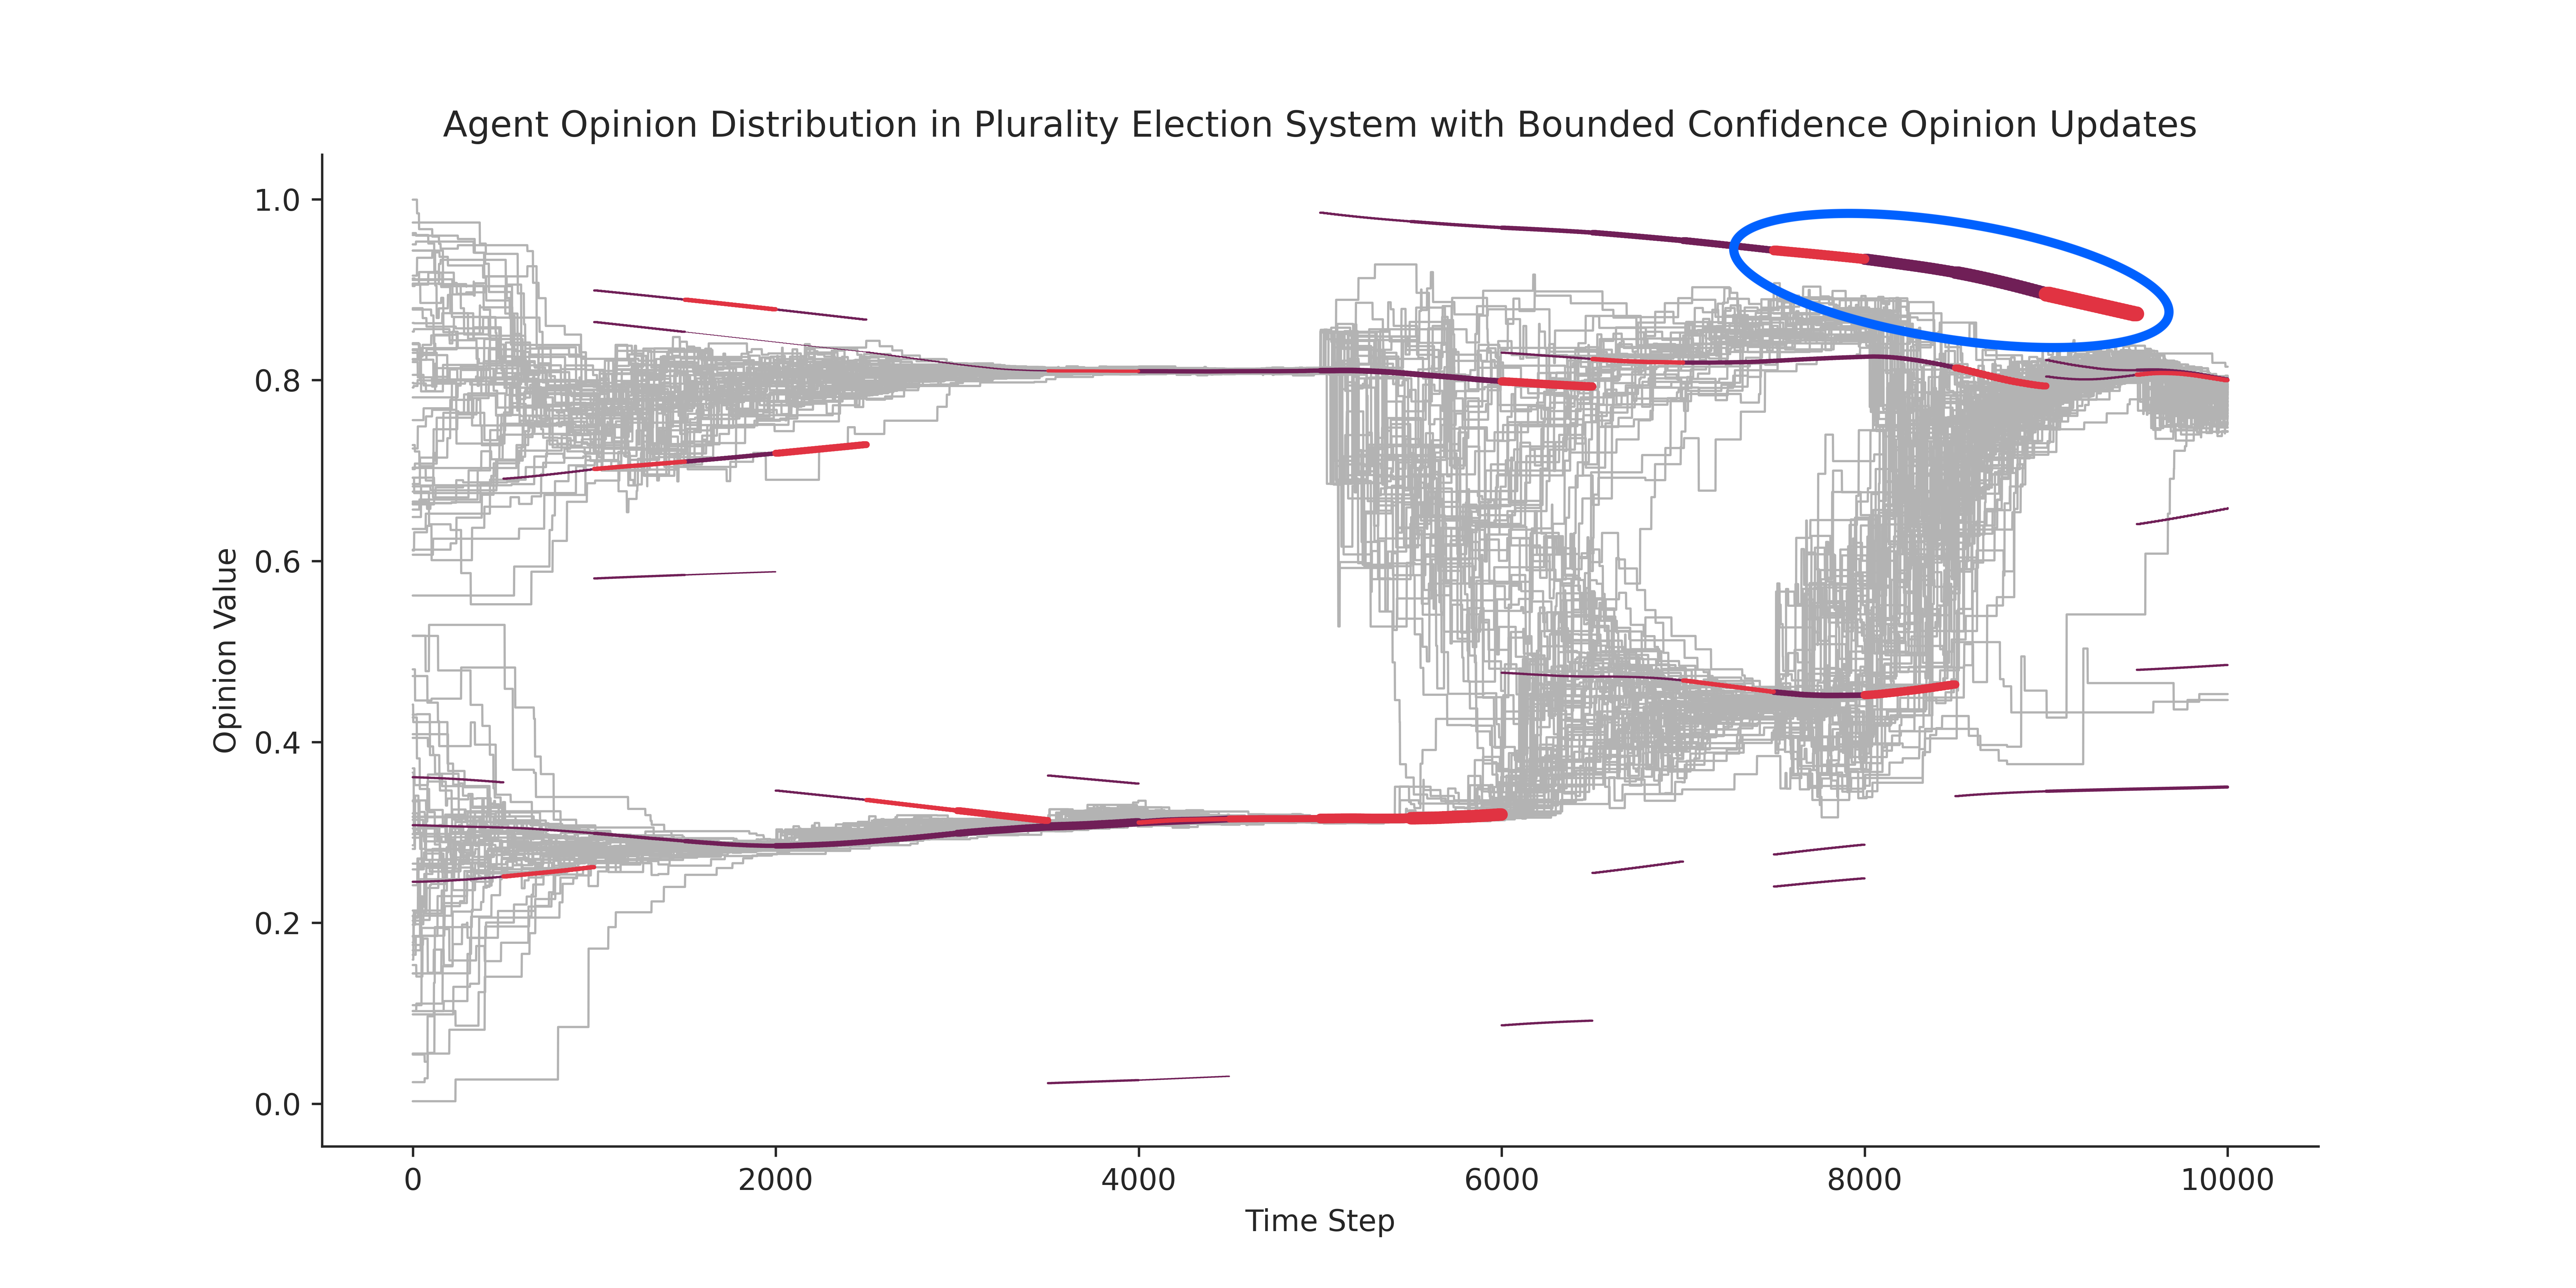 Agent Opinion Distribution in Plurality Election System with Bounded Confidence Opinion Updates
1.0
0.8
0.6
0.4
0.2
0.0
Opinion Value
0 2000 4000 6000 8000 10000
Time Step